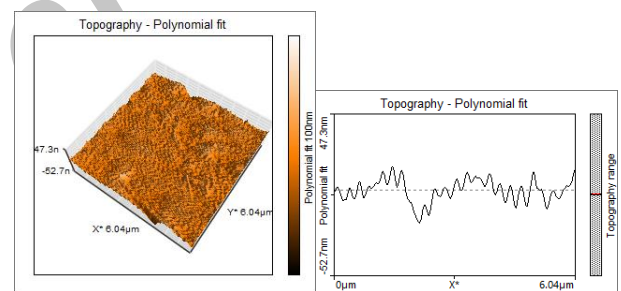 Topography - Polynomial fit
47.3n
-52.7n
X* 6.04µm
Y* 6.04µm
Polynomial fit 100nm
Topography - Polynomial fit
-52.7nm Polynomial fit 47.3nm
0µm X* 6.04µm
Topography range